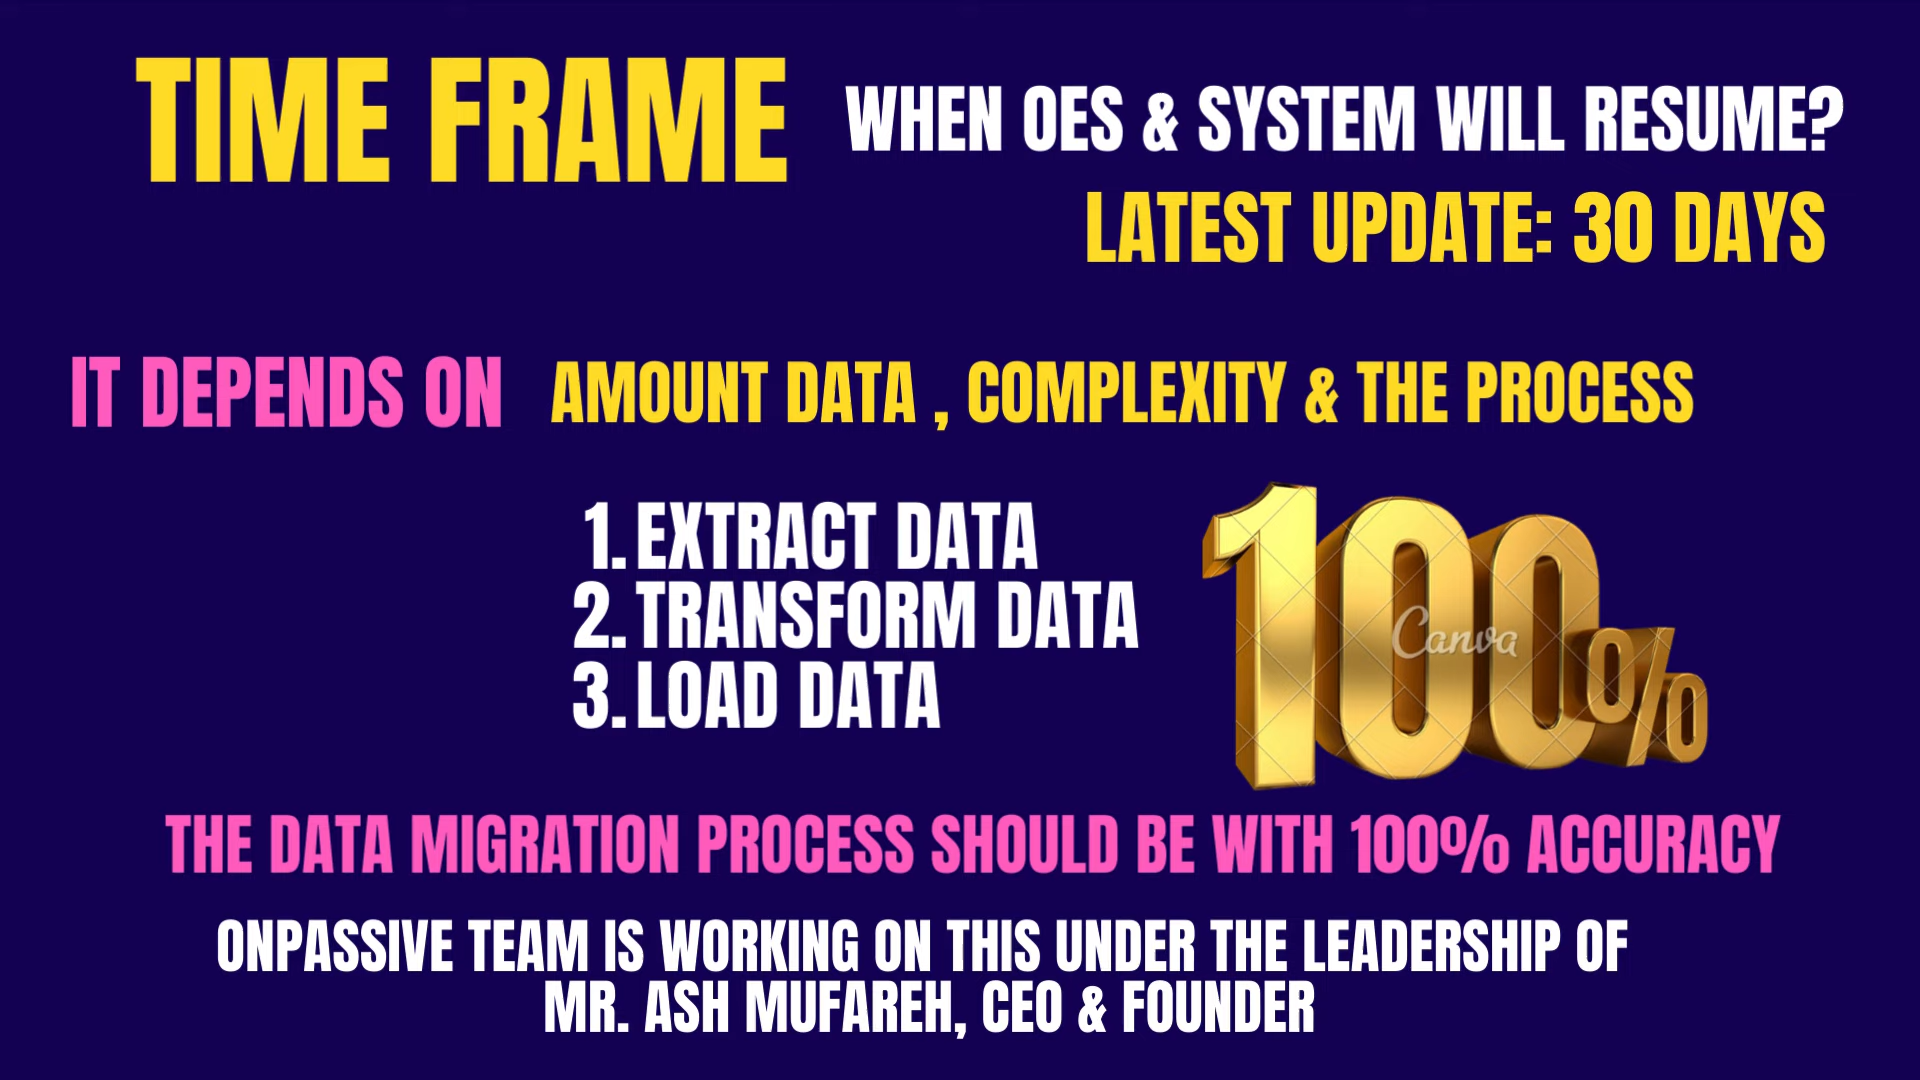 TIME FRAME
WHEN OES & SYSTEM WILL RESUME?
LATEST UPDATE: 30 DAYS
IT DEPENDS ON
AMOUNT DATA , COMPLEXITY & THE PROCESS
1. EXTRACT DATA
2. TRANSFORM DATA
3. LOAD DATA
100%
Canva
THE DATA MIGRATION PROCESS SHOULD BE WITH 100% ACCURACY
ONPASSIVE TEAM IS WORKING ON THIS UNDER THE LEADERSHIP OF
MR. ASH MUFAREH, CEO & FOUNDER